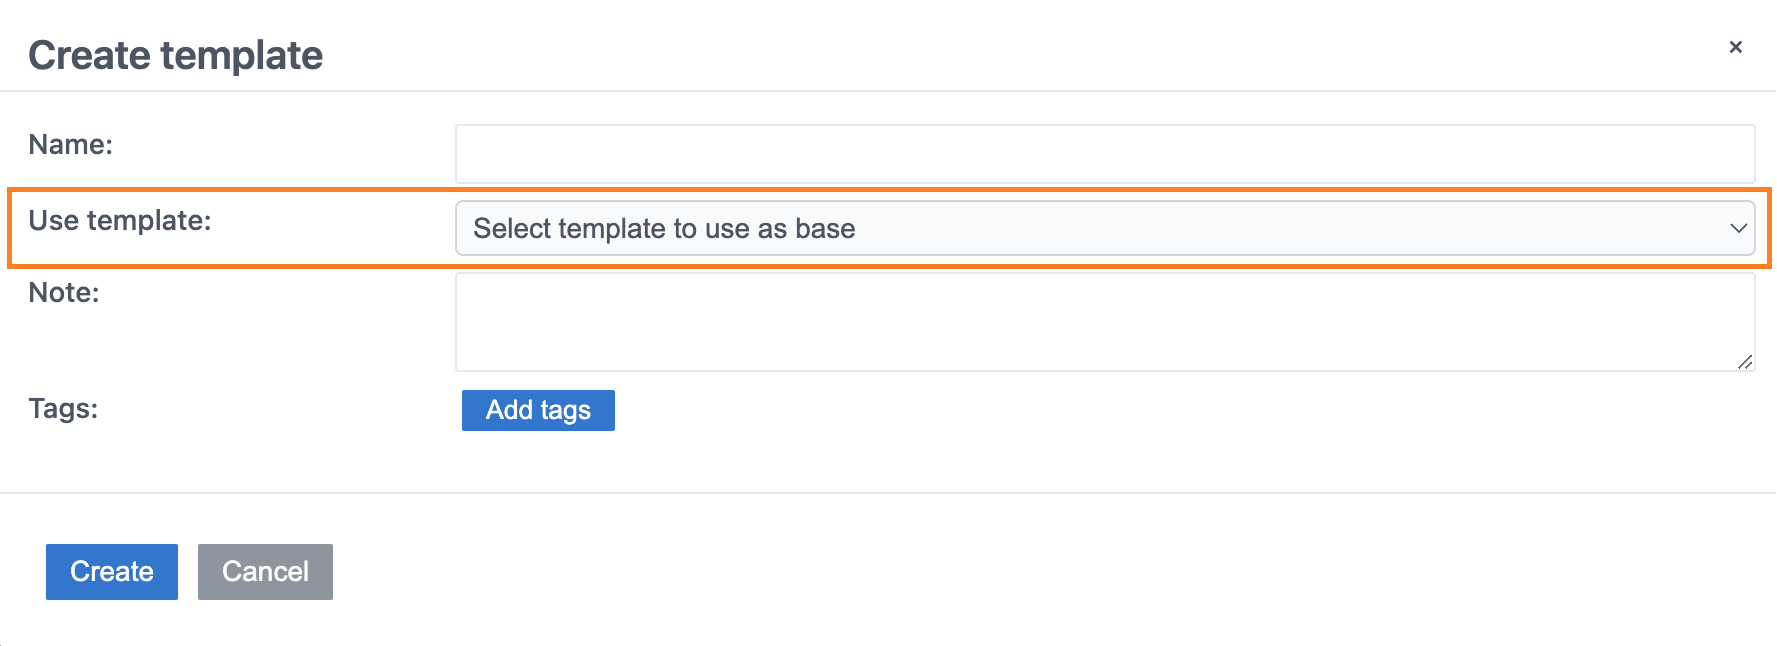 Create template
×
Name:
Use template:
Select template to use as base
Note:
Tags:
Add tags
Create
Cancel